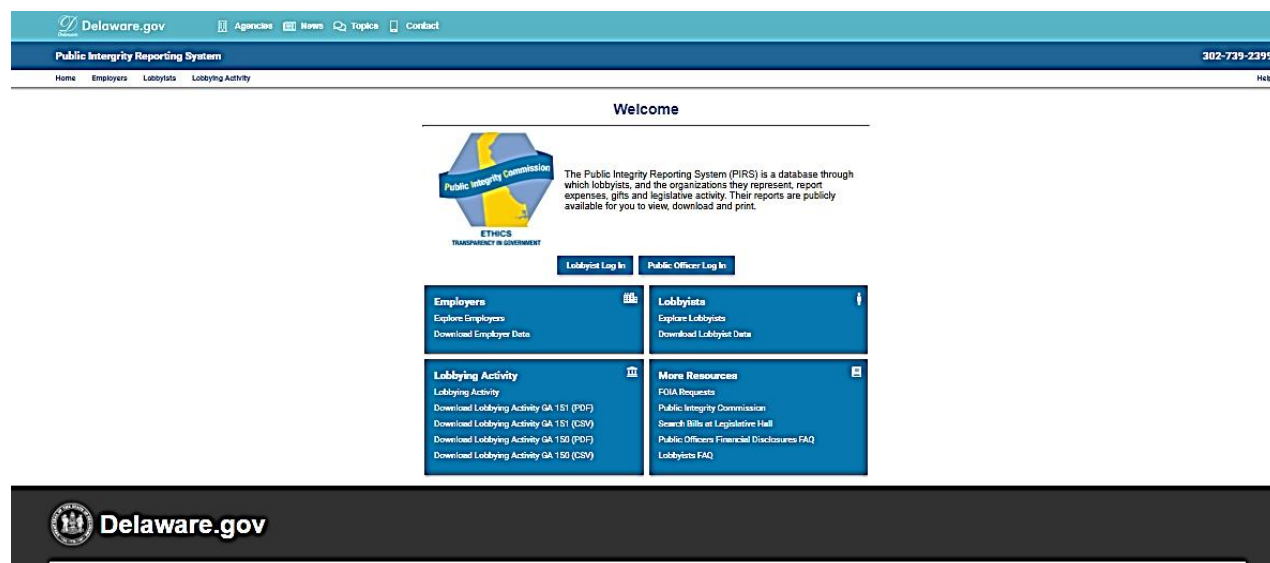 Delaware.gov
Agencies News Topics Contact
Public Intergrity Reporting System
302-739-2399
Home Employers Lobbyists Lobbying Activity
Help
Welcome
Public Integrity Commission
ETHICS
TRANSPARENCY IN GOVERNMENT
The Public Integrity Reporting System (PIRS) is a database through
which lobbyists, and the organizations they represent, report
expenses, gifts and legislative activity. Their reports are publicly
available for you to view, download and print.
Lobbyist Log In Public Officer Log In
Employers
Explore Employers
Download Employer Data
Lobbyists
Explore Lobbyists
Download Lobbyist Data
Lobbying Activity
Lobbying Activity
Download Lobbying Activity GA 151 (PDF)
Download Lobbying Activity GA 151 (CSV)
Download Lobbying Activity GA 150 (PDF)
Download Lobbying Activity GA 150 (CSV)
More Resources
FOIA Requests
Public Integrity Commission
Search Bills at Legislative Hall
Public Officers Financial Disclosures FAQ
Lobbyists FAQ
Delaware.gov